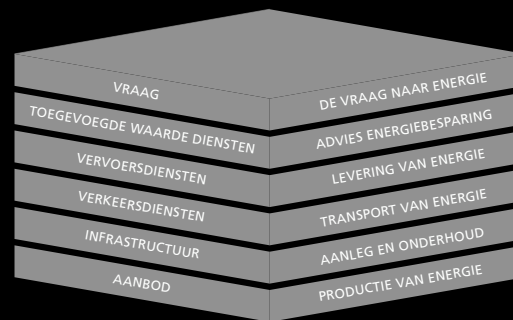 VRAAG
TOEGEVOEGDE WAARDE DIENSTEN
VERVOERSDIENSTEN
VERKEERSDIENSTEN
INFRASTRUCTUUR
AANBOD
DE VRAAG NAAR ENERGIE
ADVIES ENERGIEBESPARING
LEVERING VAN ENERGIE
TRANSPORT VAN ENERGIE
AANLEG EN ONDERHOUD
PRODUCTIE VAN ENERGIE